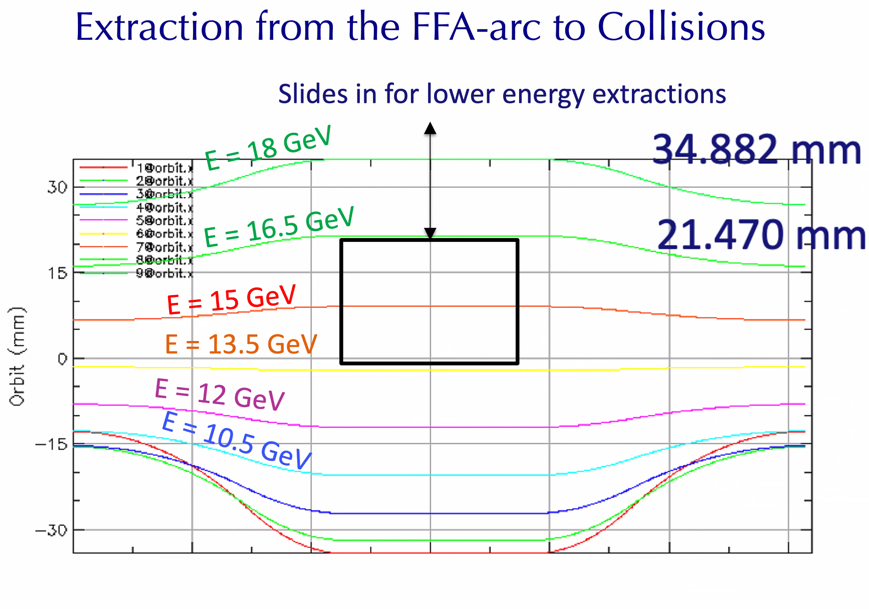 Extraction from the FFA-arc to Collisions
Slides in for lower energy extractions
E = 18 GeV
34.882 mm
1@orbit.x
2@orbit.x
3@orbit.x
4@orbit.x
5@orbit.x
6@orbit.x
7@orbit.x
8@orbit.x
9@orbit.x
30
E = 16.5 GeV
21.470 mm
15
E = 15 GeV
E = 13.5 GeV
0
Orbit (mm)
E = 12 GeV
E = 10.5 GeV
−15
−30